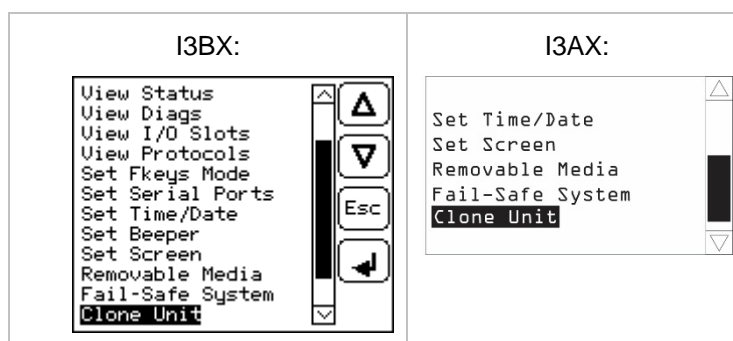 I3BX:
View Status
View Diags
View I/O Slots
View Protocols
Set Fkeys Mode
Set Serial Ports
Set Time/Date
Set Beeper
Set Screen
Removable Media
Fail-Safe System
Clone Unit
Esc
I3AX:
Set Time/Date
Set Screen
Removable Media
Fail-Safe System
Clone Unit